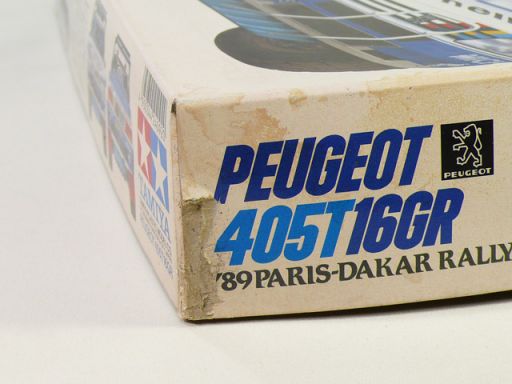 PEUGEOT
PEUGEOT
405T16GR
'89 PARIS-DAKAR RALLY
TAMIYA